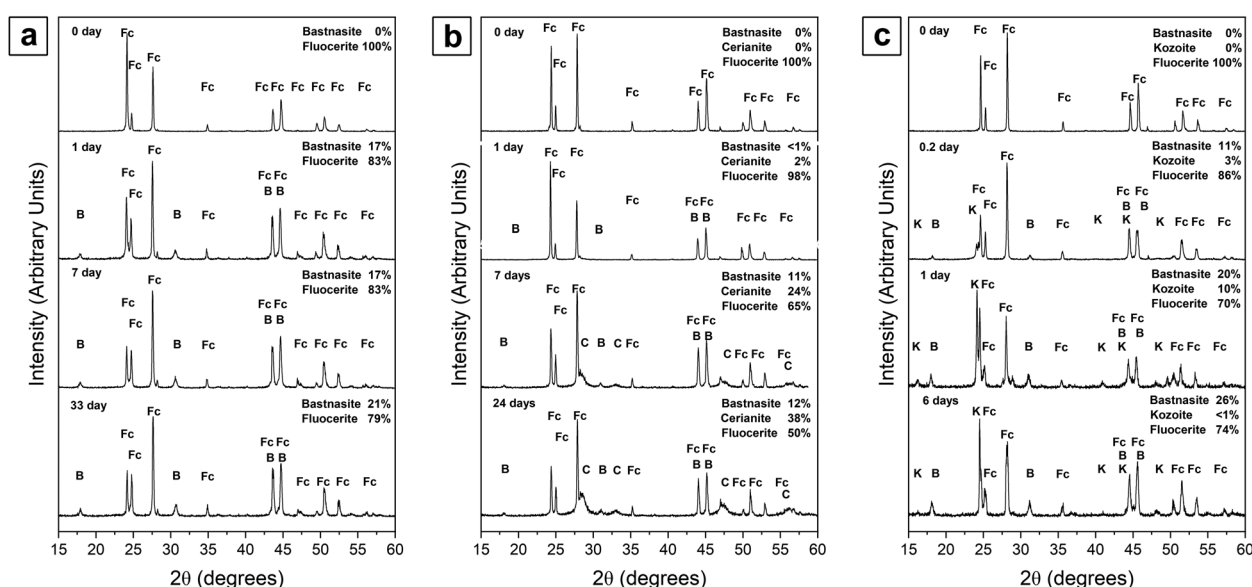 a
Intensity (Arbitrary Units)
0 day
Bastnasite 0%
Fluocerite 100%
Fc
Fc
Fc Fc Fc Fc Fc Fc Fc
1 day
Bastnasite 17%
Fluocerite 83%
Fc
Fc
Fc
Fc Fc
B B
B B Fc Fc Fc Fc Fc
7 day
Bastnasite 17%
Fluocerite 83%
Fc
Fc
Fc
Fc Fc
B B
B B Fc Fc Fc Fc Fc
33 day
Bastnasite 21%
Fluocerite 79%
Fc
Fc
Fc
Fc Fc
B B
B B Fc Fc Fc Fc Fc
15 20 25 30 35 40 45 50 55 60
2θ (degrees)
b
Intensity (Arbitrary Units)
0 day
Bastnasite 0%
Cerianite 0%
Fluocerite 100%
Fc Fc
Fc
Fc Fc Fc Fc Fc Fc
1 day
Bastnasite <1%
Cerianite 2%
Fluocerite 98%
Fc Fc
Fc
Fc Fc
B B
B B Fc Fc Fc Fc
7 days
Bastnasite 11%
Cerianite 24%
Fluocerite 65%
Fc Fc
Fc
Fc Fc
B B
B C B C Fc C Fc Fc Fc
C
24 days
Bastnasite 12%
Cerianite 38%
Fluocerite 50%
Fc Fc
Fc
Fc Fc
B B
B C B C Fc C Fc Fc Fc
C
15 20 25 30 35 40 45 50 55 60
2θ (degrees)
c
Intensity (Arbitrary Units)
0 day
Bastnasite 0%
Kozoite 0%
Fluocerite 100%
Fc Fc
Fc
Fc Fc Fc Fc Fc Fc
0.2 day
Bastnasite 11%
Kozoite 3%
Fluocerite 86%
Fc
Fc
Fc
K
Fc Fc
B B
K B B Fc K K K Fc Fc Fc
1 day
Bastnasite 20%
Kozoite 10%
Fluocerite 70%
K Fc Fc
Fc Fc
B B
K B Fc B Fc K K K Fc Fc Fc
6 days
Bastnasite 26%
Kozoite <1%
Fluocerite 74%
K Fc
Fc
Fc Fc
B B
K B Fc B Fc K K K Fc Fc Fc
15 20 25 30 35 40 45 50 55 60
2θ (degrees)